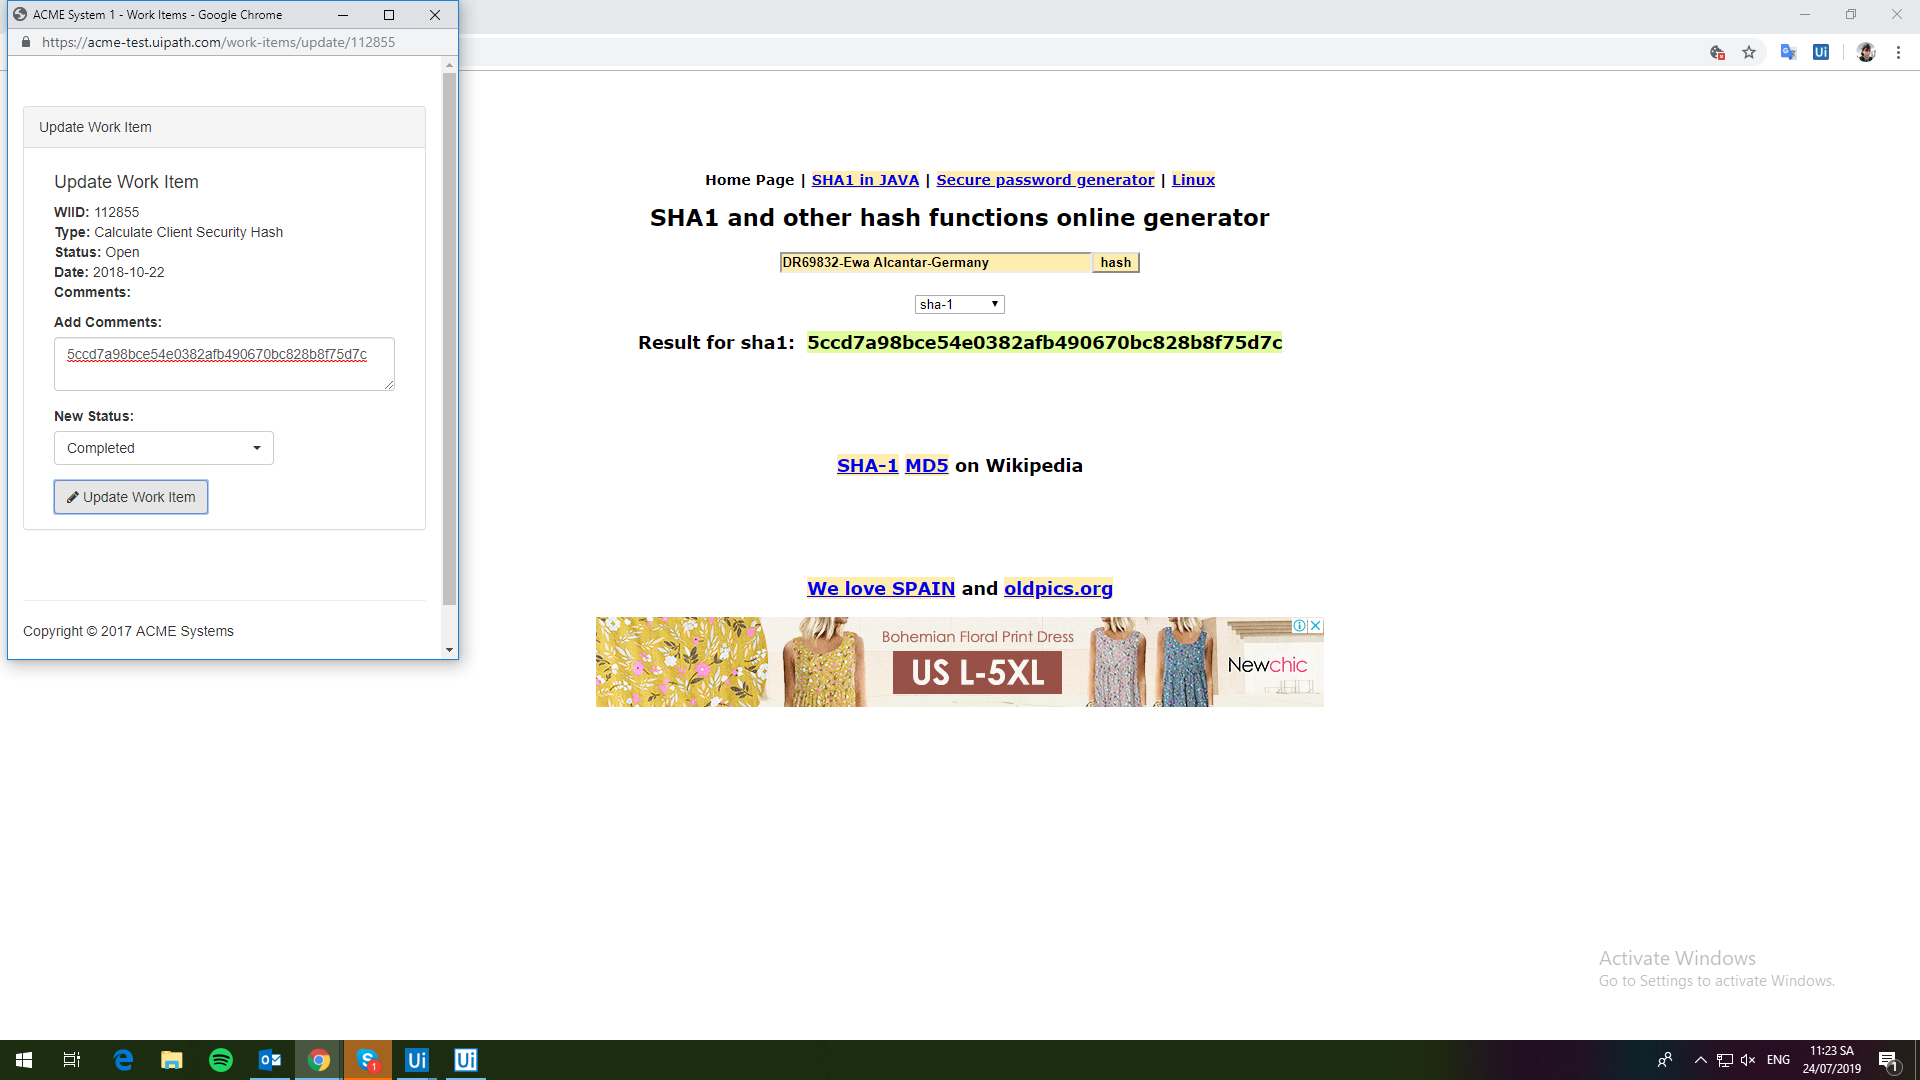 ACME System 1 - Work Items - Google Chrome
https://acme-test.uipath.com/work-items/update/112855
Update Work Item
Update Work Item
WIID: 112855
Type: Calculate Client Security Hash
Status: Open
Date: 2018-10-22
Comments:
Add Comments:
5ccd7a98bce54e0382afb490670bc828b8f75d7c
New Status:
Completed
Update Work Item
Copyright © 2017 ACME Systems
Home Page | SHA1 in JAVA | Secure password generator | Linux
SHA1 and other hash functions online generator
DR69832-Ewa Alcantar-Germany hash
sha-1
Result for sha1: 5ccd7a98bce54e0382afb490670bc828b8f75d7c
SHA-1 MD5 on Wikipedia
We love SPAIN and oldpics.org
Bohemian Floral Print Dress
US L-5XL
Newchic
Activate Windows
Go to Settings to activate Windows.
Ui
1
Ui
Ui
ENG
11:23 SA
24/07/2019
1